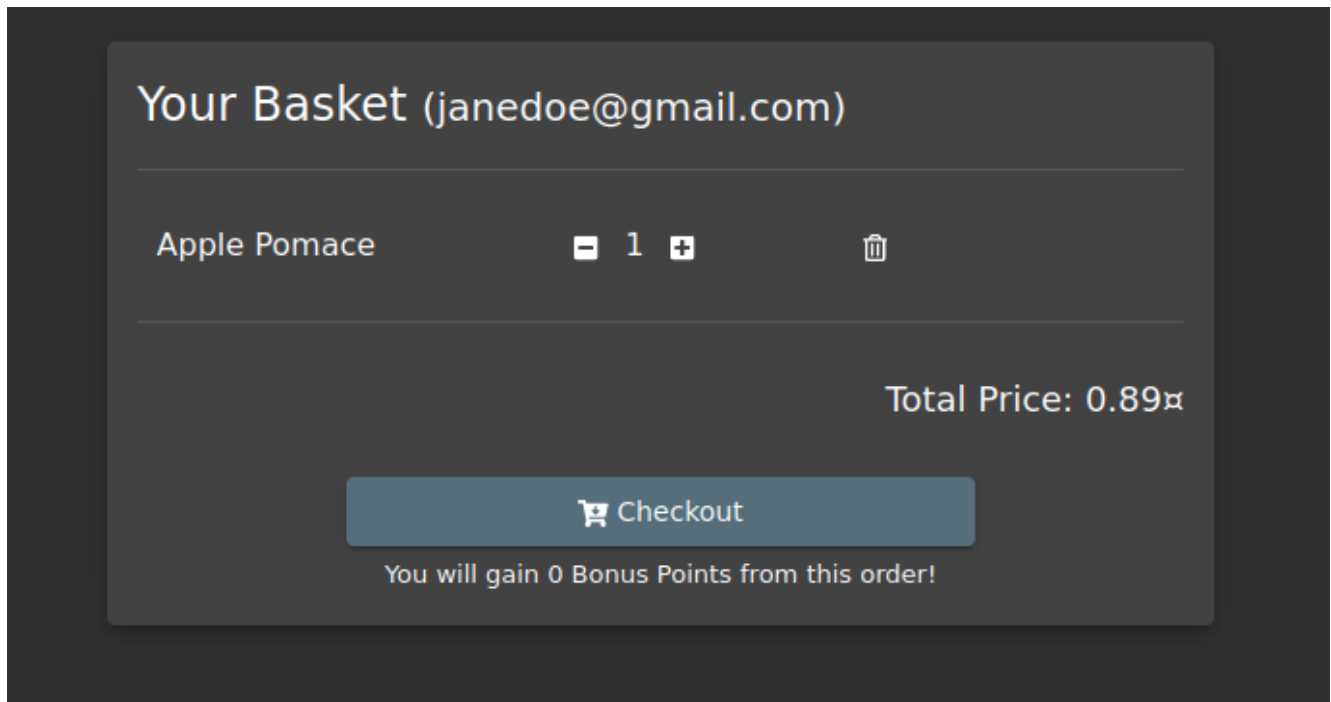 Your Basket (janedoe@gmail.com)
Apple Pomace 1
Total Price: 0.89¤
Checkout
You will gain 0 Bonus Points from this order!